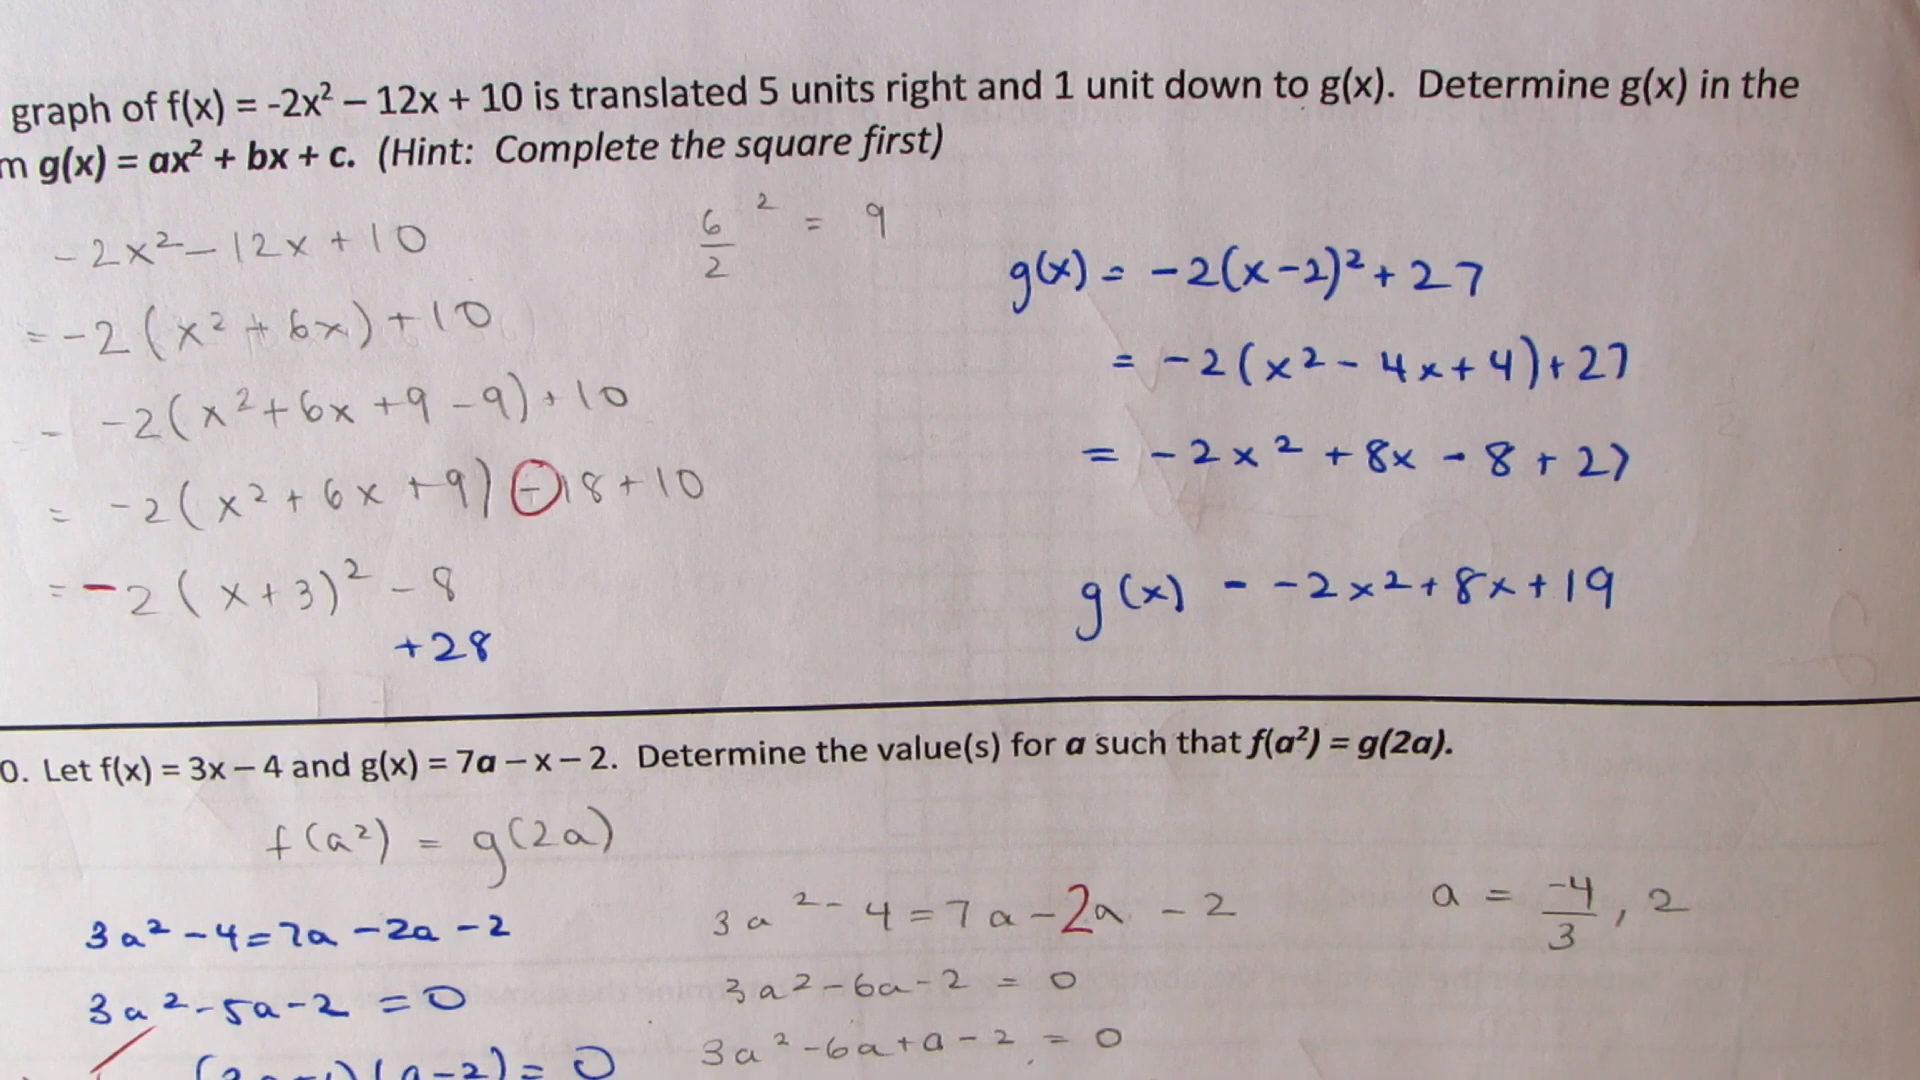 graph of f(x) = -2x² – 12x + 10 is translated 5 units right and 1 unit down to g(x). Determine g(x) in the
m g(x) = ax² + bx + c. (Hint: Complete the square first)
-2x² - 12x + 10
= -2(x² + 6x) + 10
- -2(x² + 6x + 9 - 9) + 10
= -2(x² + 6x + 9) - 18 + 10
= -2(x + 3)² - 8
+28
6/2 ² = 9
g(x) = -2(x-2)² + 27
= -2(x² - 4x + 4) + 27
= -2x² + 8x - 8 + 27
g(x) - -2x² + 8x + 19
0. Let f(x) = 3x – 4 and g(x) = 7a – x – 2. Determine the value(s) for a such that f(a²) = g(2a).
f(a²) = g(2a)
3a² - 4 = 7a - 2a - 2
3a² - 5a - 2 = 0
(a - 2) = 0
3a² - 4 = 7a - 2a - 2
3a² - 6a - 2 = 0
3a² - 6a + a - 2 = 0
a = -4/3, 2